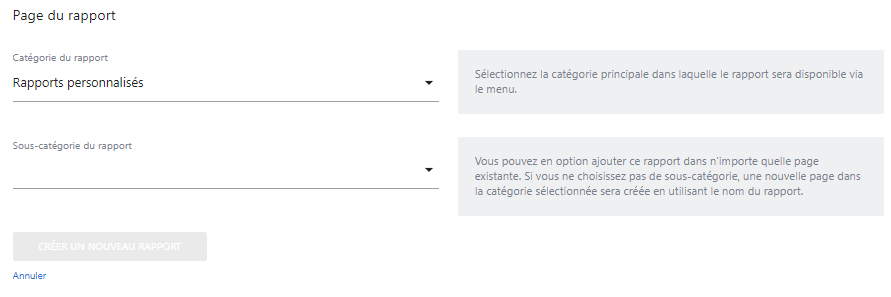 Page du rapport
Catégorie du rapport
Rapports personnalisés
Sélectionnez la catégorie principale dans laquelle le rapport sera disponible via
le menu.
Sous-catégorie du rapport
Vous pouvez en option ajouter ce rapport dans n'importe quelle page
existante. Si vous ne choisissez pas de sous-catégorie, une nouvelle page dans
la catégorie sélectionnée sera créée en utilisant le nom du rapport.
CRÉER UN NOUVEAU RAPPORT
Annuler